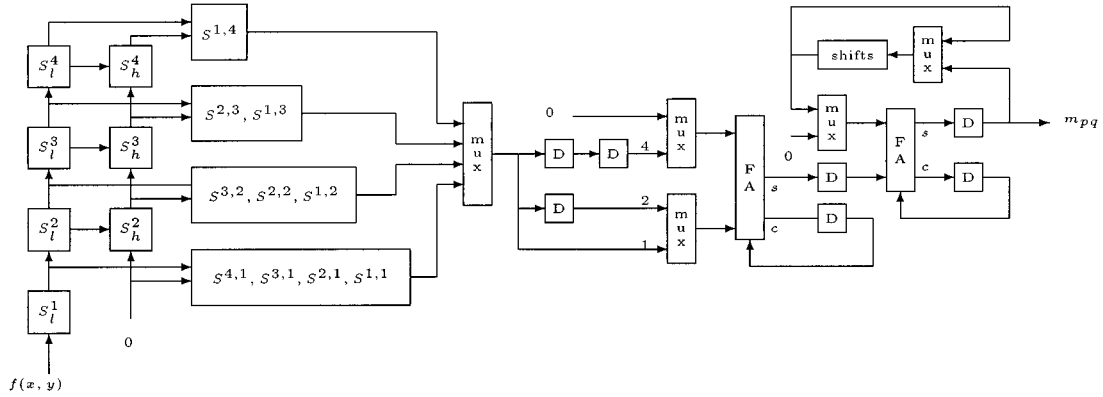 S_l^4
S_h^4
S^{1,4}
S_l^3
S_h^3
S^{2,3}, S^{1,3}
S_l^2
S_h^2
S^{3,2}, S^{2,2}, S^{1,2}
S_l^1
S^{4,1}, S^{3,1}, S^{2,1}, S^{1,1}
0
f(x, y)
mux
0
D
D
4
mux
D
2
1
mux
FA
s
c
D
D
shifts
mux
mux
0
FA
s
c
D
D
m_{pq}